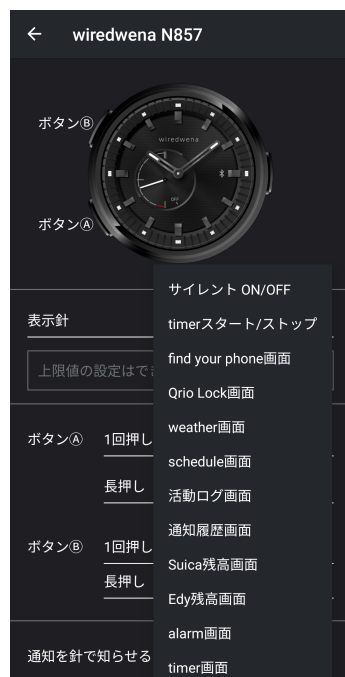 wiredwena N857
ボタンⒷ
wiredwena
OFF
ボタンⒶ
表示針
上限値の設定はでき
ボタンⒶ
1回押し
長押し
ボタンⒷ
1回押し
長押し
通知を針で知らせる
サイレント ON/OFF
timerスタート/ストップ
find your phone画面
Qrio Lock画面
weather画面
schedule画面
活動ログ画面
通知履歴画面
Suica残高画面
Edy残高画面
alarm画面
timer画面